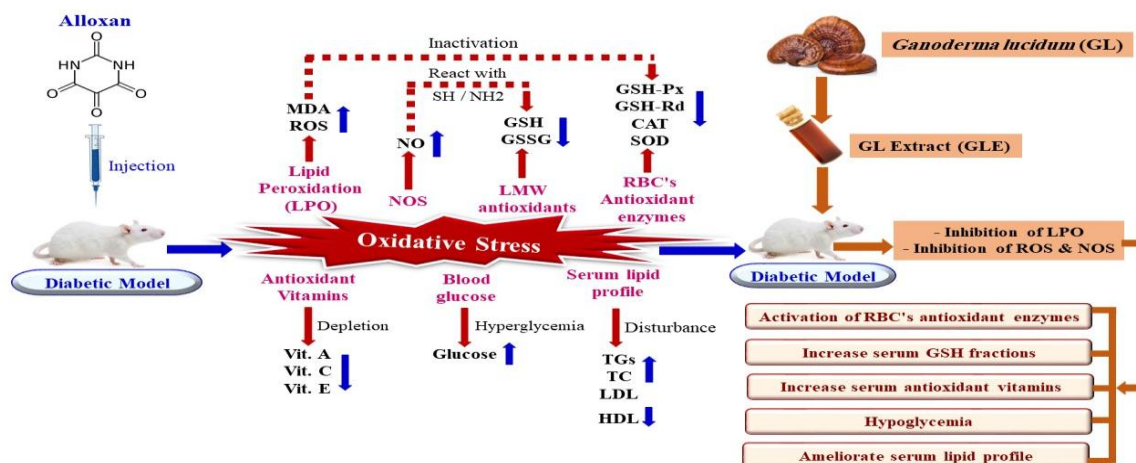 Alloxan
O
HN
NH
O
O
O
Injection
Diabetic Model
Inactivation
React with
SH / NH2
MDA
ROS
NO
GSH
GSSG
GSH-Px
GSH-Rd
CAT
SOD
Lipid
Peroxidation
(LPO)
NOS
LMW
antioxidants
RBC's
Antioxidant
enzymes
Oxidative Stress
Antioxidant
Vitamins
Blood
glucose
Serum lipid
profile
Depletion
Hyperglycemia
Disturbance
Vit. A
Vit. C
Vit. E
Glucose
TGs
TC
LDL
HDL
Ganoderma lucidum (GL)
GL Extract (GLE)
Diabetic Model
- Inhibition of LPO
- Inhibition of ROS & NOS
Activation of RBC's antioxidant enzymes
Increase serum GSH fractions
Increase serum antioxidant vitamins
Hypoglycemia
Ameliorate serum lipid profile